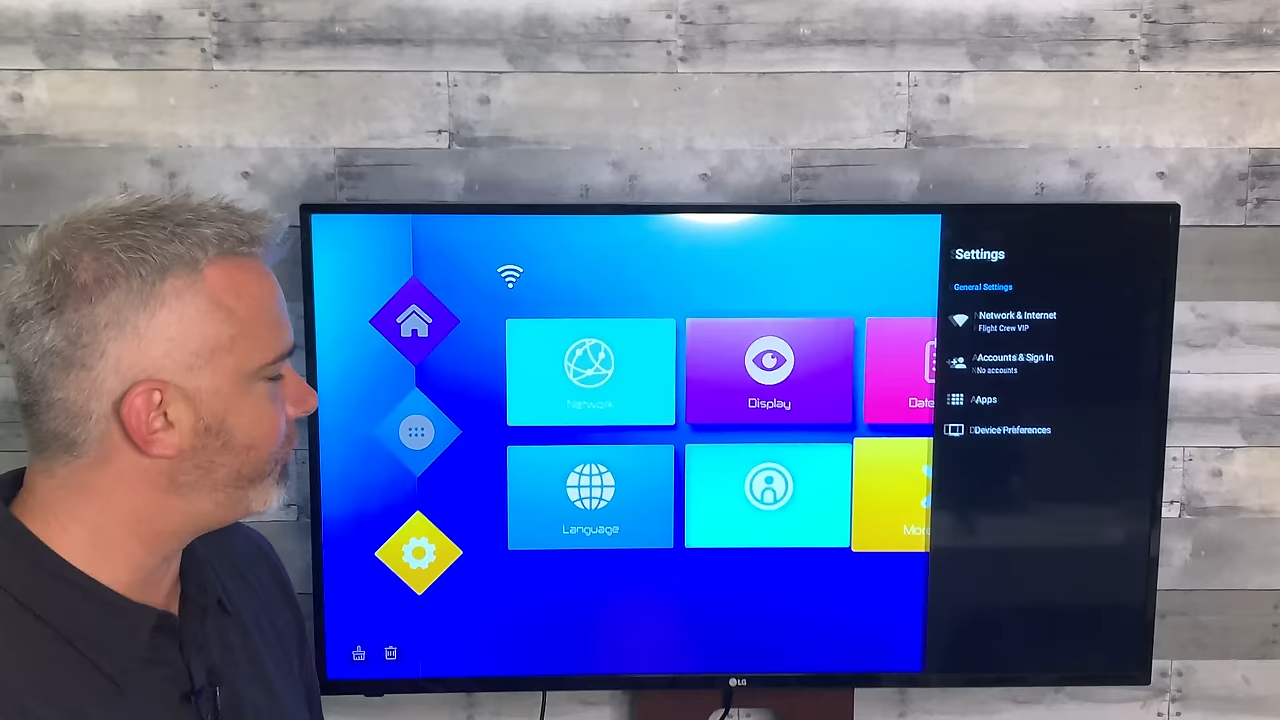 Network
Display
Date
Language
More
Settings
General Settings
Network & Internet
Flight Crew VIP
Accounts & Sign In
No accounts
Apps
Device Preferences
LG